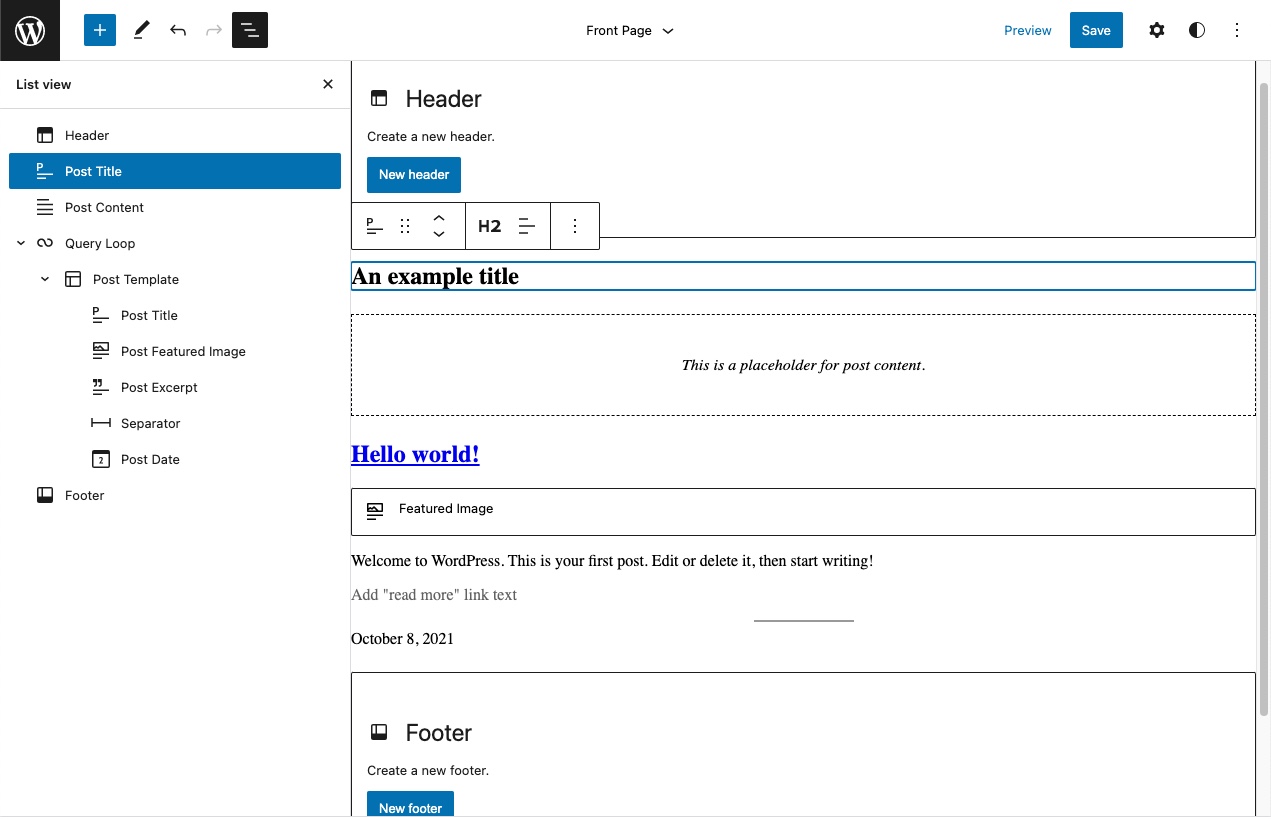 Front Page
Preview
Save
List view
Header
Post Title
Post Content
Query Loop
Post Template
Post Title
Post Featured Image
Post Excerpt
Separator
2 Post Date
Footer
Header
Create a new header.
New header
P
H2
An example title
This is a placeholder for post content.
Hello world!
Featured Image
Welcome to WordPress. This is your first post. Edit or delete it, then start writing!
Add "read more" link text
October 8, 2021
Footer
Create a new footer.
New footer